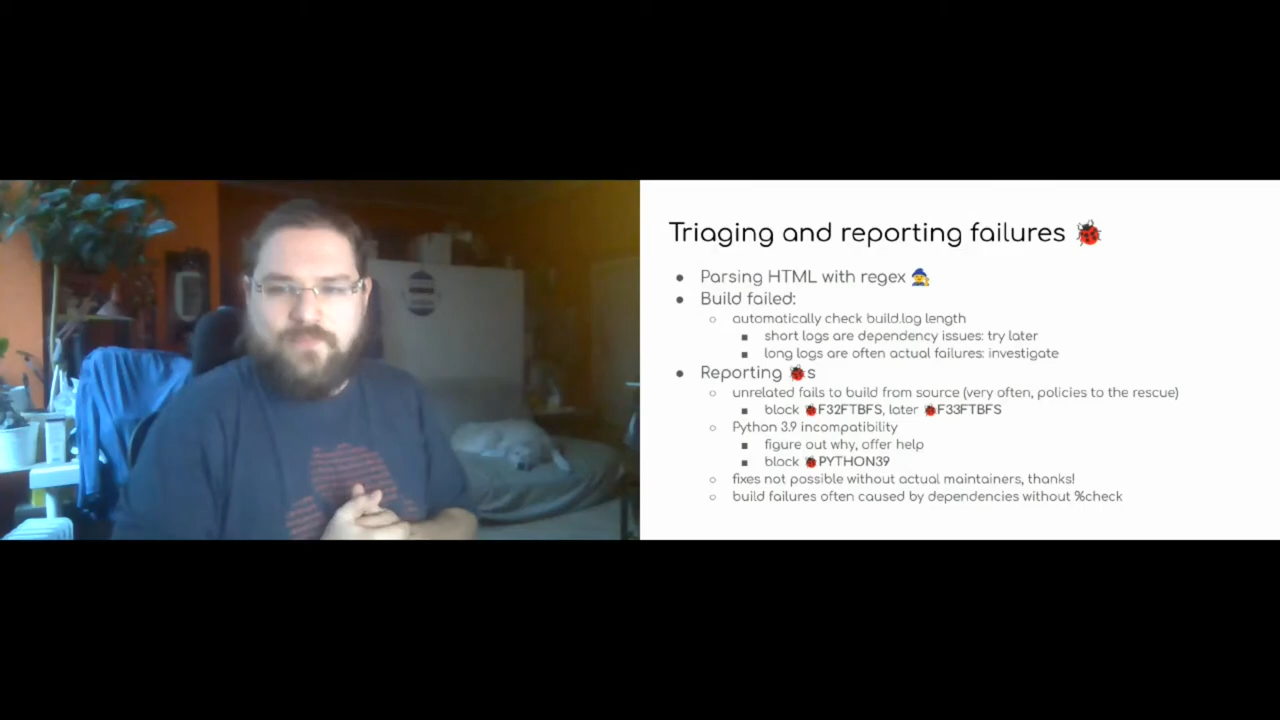 Triaging and reporting failures 🐞
● Parsing HTML with regex 🧙
● Build failed:
○ automatically check build.log length
■ short logs are dependency issues: try later
■ long logs are often actual failures: investigate
● Reporting 🐞s
○ unrelated fails to build from source (very often, policies to the rescue)
■ block 🐞F32FTBFS, later 🐞F33FTBFS
○ Python 3.9 incompatibility
■ figure out why, offer help
■ block 🐞PYTHON39
○ fixes not possible without actual maintainers, thanks!
○ build failures often caused by dependencies without %check